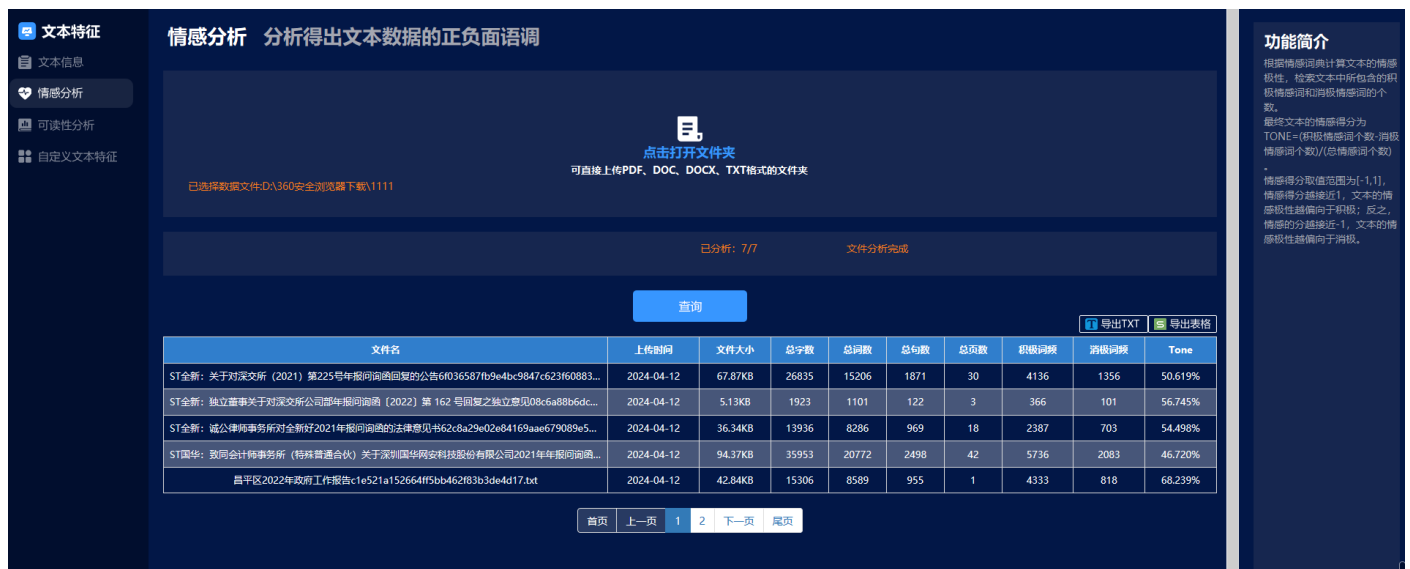 文本特征
文本信息
情感分析
可读性分析
自定义文本特征
情感分析 分析得出文本数据的正负面语调
点击打开文件夹
可直接上传PDF、DOC、DOCX、TXT格式的文件夹
已选择数据文件:D:\360安全浏览器下载\1111
已分析：7/7 文件分析完成
查询
导出TXT 导出表格
文件名 上传时间 文件大小 总字数 总词数 总句数 总页数 积极词频 消极词频 Tone
ST全新：关于对深交所（2021）第225号年报问询函回复的公告6f036587fb9e4bc9847c623f60883... 2024-04-12 67.87KB 26835 15206 1871 30 4136 1356 50.619%
ST全新：独立董事关于对深交所公司部年报问询函〔2022〕第 162 号回复之独立意见08c6a88b6dc... 2024-04-12 5.13KB 1923 1101 122 3 366 101 56.745%
ST全新：诚公律师事务所对全新好2021年报问询函的法律意见书62c8a29e02e84169aae679089e5... 2024-04-12 36.34KB 13936 8286 969 18 2387 703 54.498%
ST国华：致同会计师事务所（特殊普通合伙）关于深圳国华网安科技股份有限公司2021年年报问询函... 2024-04-12 94.37KB 35953 20772 2498 42 5736 2083 46.720%
昌平区2022年政府工作报告c1e521a152664ff5bb462f83b3de4d17.txt 2024-04-12 42.84KB 15306 8589 955 1 4333 818 68.239%
首页 上一页 1 2 下一页 尾页
功能简介
根据情感词典计算文本的情感
极性，检索文本中所包含的积
极情感词和消极情感词的个
数。
最终文本的情感得分为
TONE=(积极情感词个数-消极
情感词个数)/(总情感词个数)
。
情感得分取值范围为[-1,1]，
情感得分越接近1，文本的情
感极性越偏向于积极；反之，
情感的分越接近-1，文本的情
感极性越偏向于消极。